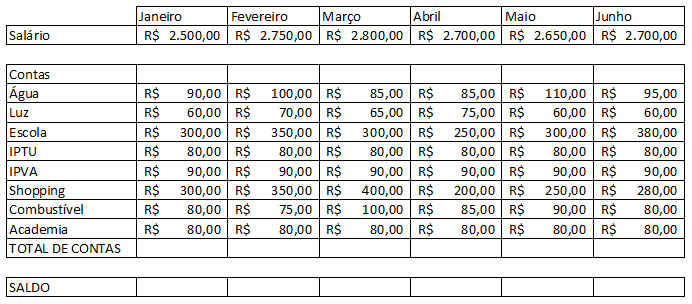 Janeiro Fevereiro Março Abril Maio Junho
Salário R$ 2.500,00 R$ 2.750,00 R$ 2.800,00 R$ 2.700,00 R$ 2.650,00 R$ 2.700,00
Contas
Água R$ 90,00 R$ 100,00 R$ 85,00 R$ 85,00 R$ 110,00 R$ 95,00
Luz R$ 60,00 R$ 70,00 R$ 65,00 R$ 75,00 R$ 60,00 R$ 60,00
Escola R$ 300,00 R$ 350,00 R$ 300,00 R$ 250,00 R$ 300,00 R$ 380,00
IPTU R$ 80,00 R$ 80,00 R$ 80,00 R$ 80,00 R$ 80,00 R$ 80,00
IPVA R$ 90,00 R$ 90,00 R$ 90,00 R$ 90,00 R$ 90,00 R$ 90,00
Shopping R$ 300,00 R$ 350,00 R$ 400,00 R$ 200,00 R$ 250,00 R$ 280,00
Combustível R$ 80,00 R$ 75,00 R$ 100,00 R$ 85,00 R$ 90,00 R$ 80,00
Academia R$ 80,00 R$ 80,00 R$ 80,00 R$ 80,00 R$ 80,00 R$ 80,00
TOTAL DE CONTAS
SALDO